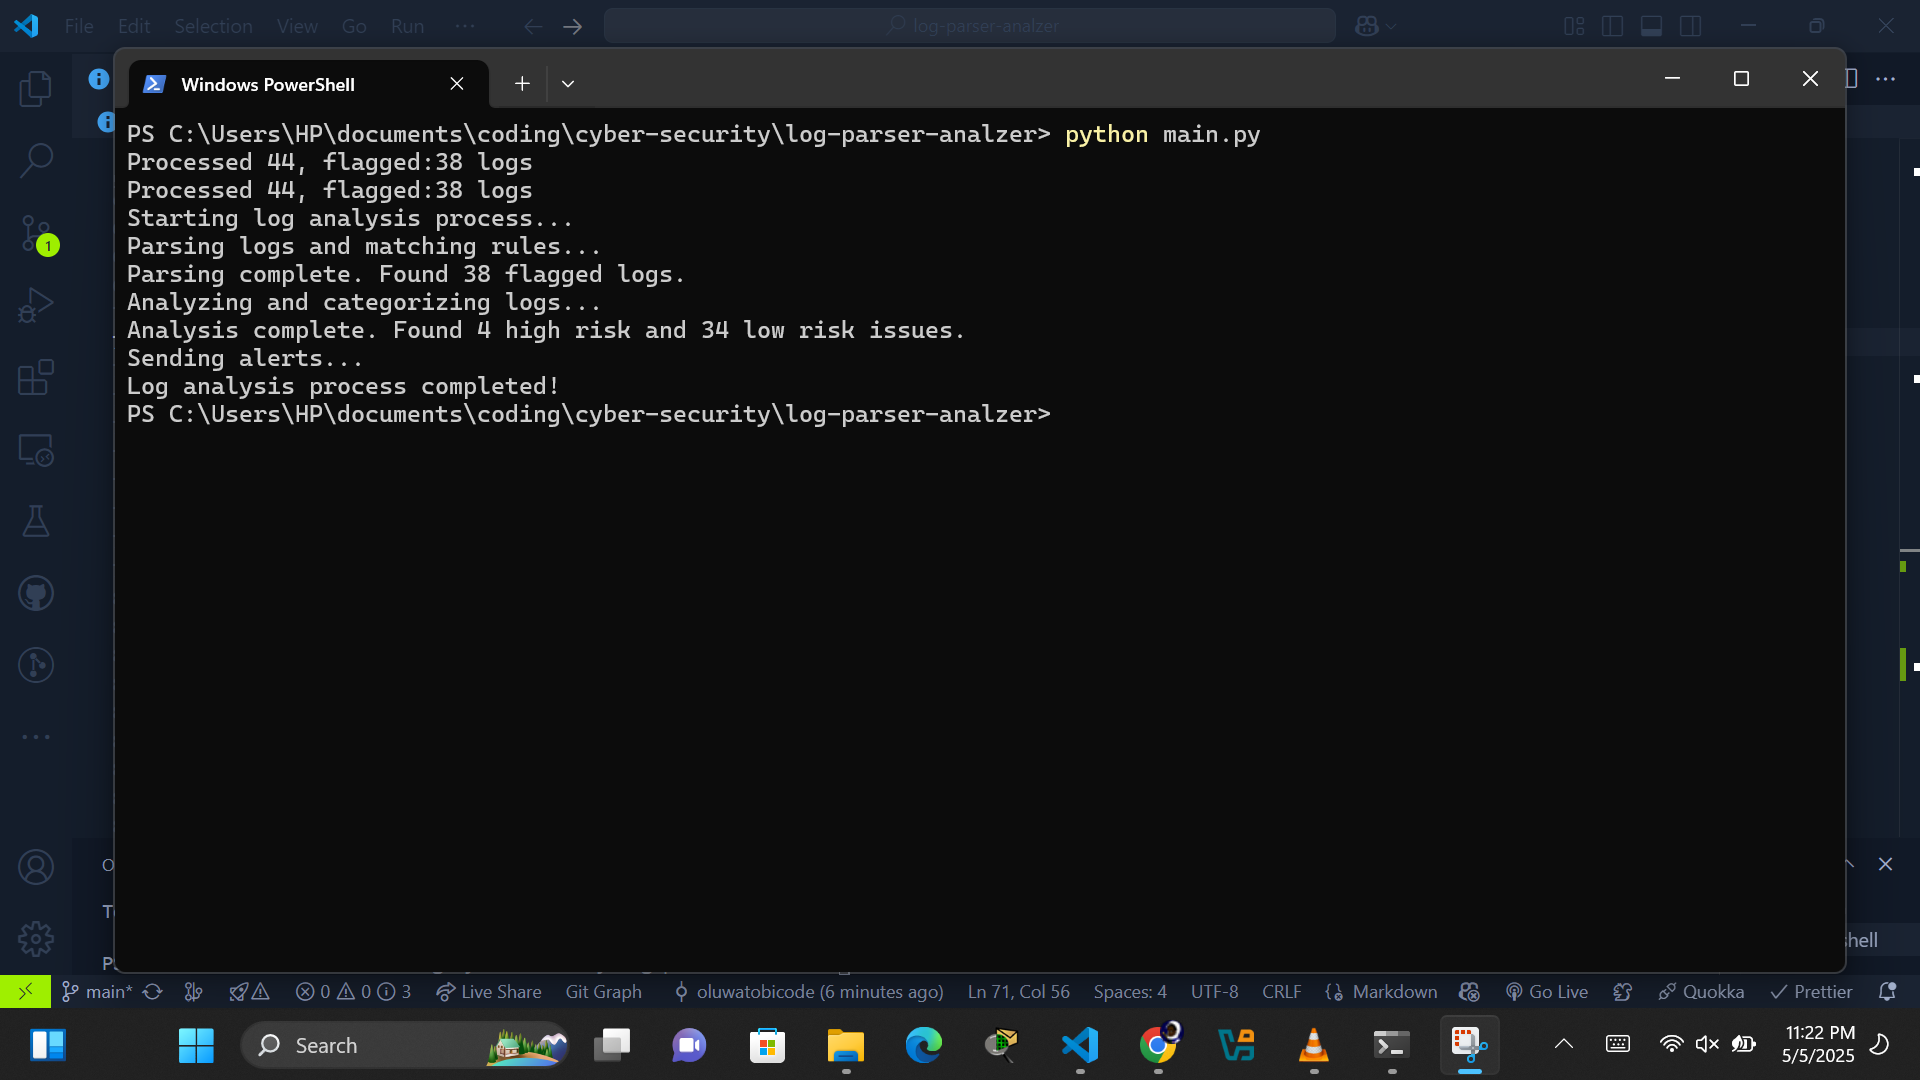 File Edit Selection View Go Run
log-parser-analzer
Windows PowerShell
PS C:\Users\HP\documents\coding\cyber-security\log-parser-analzer> python main.py
Processed 44, flagged:38 logs
Processed 44, flagged:38 logs
Starting log analysis process...
Parsing logs and matching rules...
Parsing complete. Found 38 flagged logs.
Analyzing and categorizing logs...
Analysis complete. Found 4 high risk and 34 low risk issues.
Sending alerts...
Log analysis process completed!
PS C:\Users\HP\documents\coding\cyber-security\log-parser-analzer>
1
main* 0 0 3 Live Share Git Graph oluwatobicode (6 minutes ago) Ln 71, Col 56 Spaces: 4 UTF-8 CRLF Markdown Go Live Quokka Prettier
Search
11:22 PM
5/5/2025